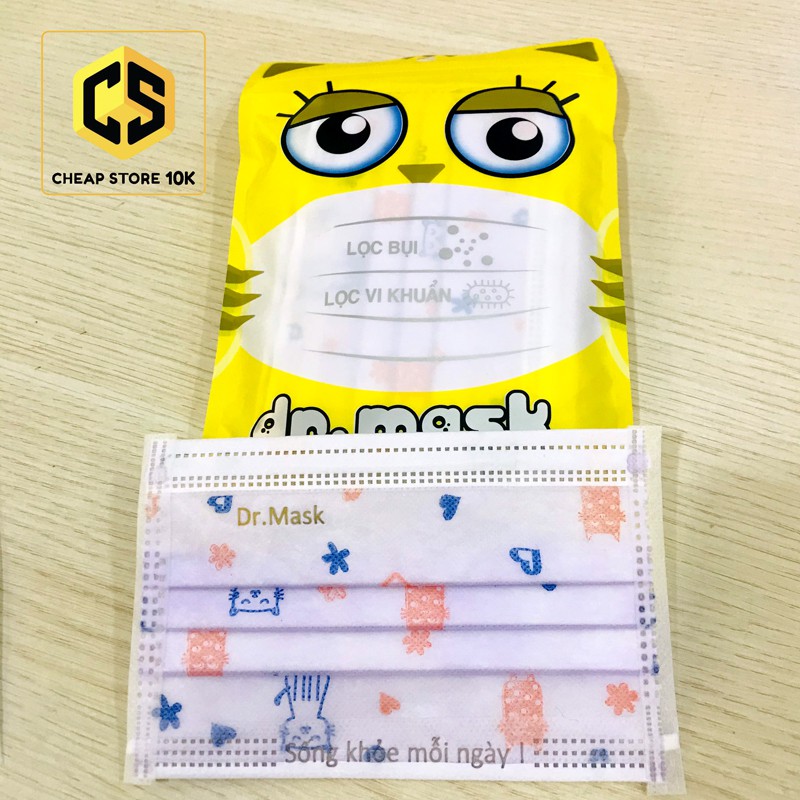 CS
CHEAP STORE 10K
LỌC BỤI
LỌC VI KHUẨN
dr. mask
Dr.Mask
Sống khỏe mỗi ngày !